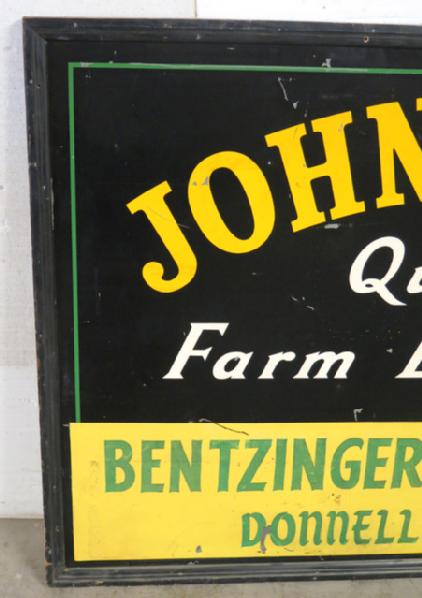 JOHN
Qu
Farm
BENTZINGER
DONNELL